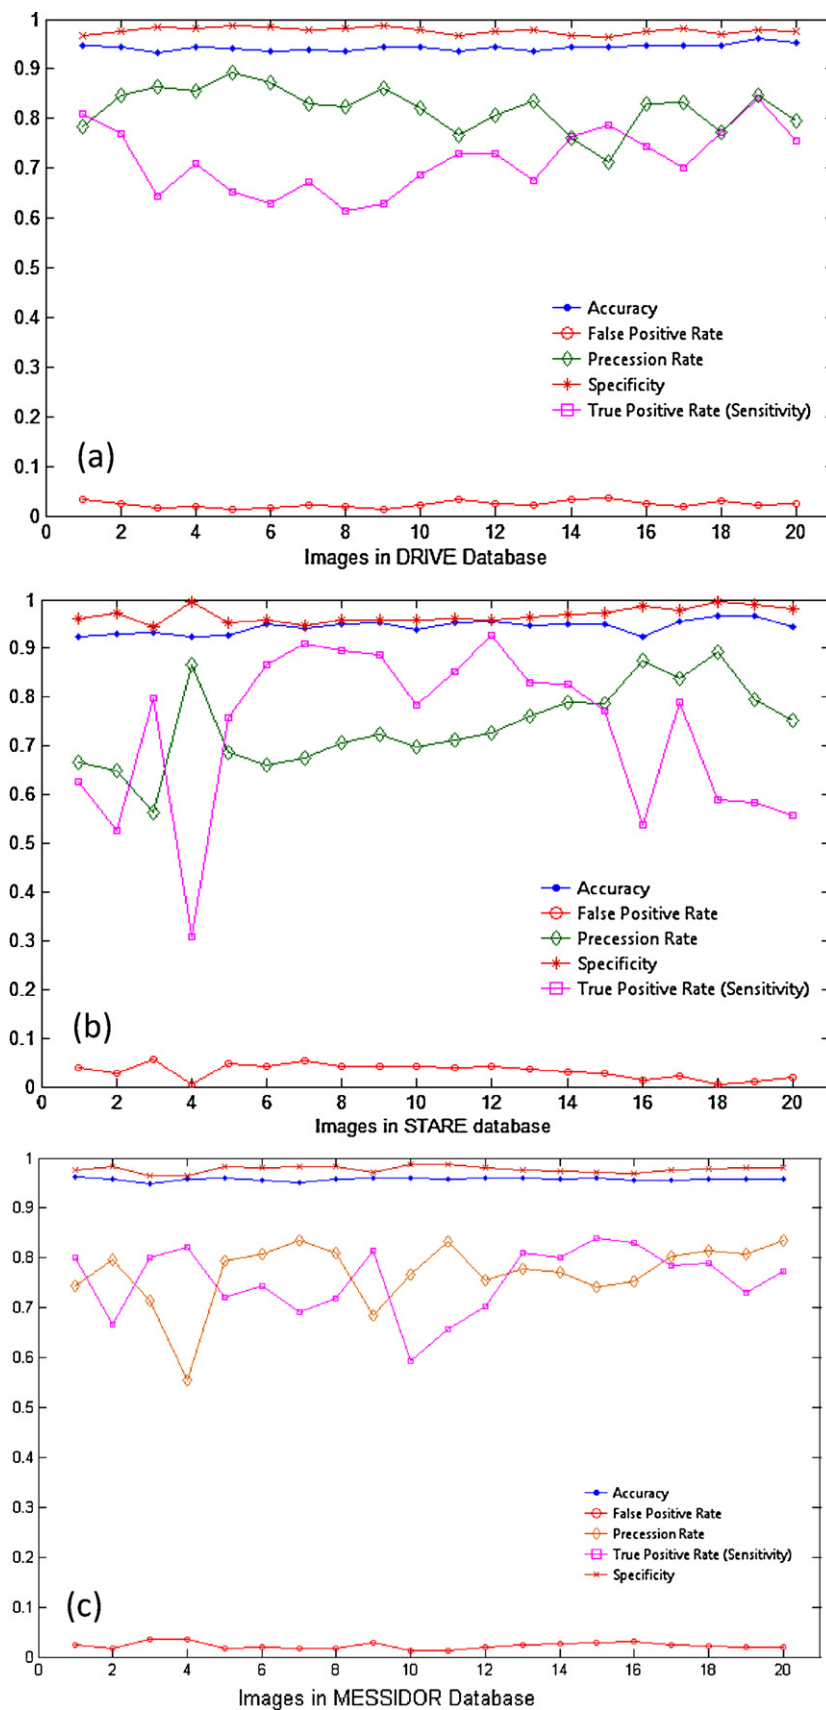 1
0.9
0.8
0.7
0.6
0.5
0.4
0.3
0.2
0.1
0
Accuracy
False Positive Rate
Precession Rate
Specificity
True Positive Rate (Sensitivity)
(a)
0 2 4 6 8 10 12 14 16 18 20
Images in DRIVE Database
1
0.9
0.8
0.7
0.6
0.5
0.4
0.3
0.2
0.1
0
Accuracy
False Positive Rate
Precession Rate
Specificity
True Positive Rate (Sensitivity)
(b)
0 2 4 6 8 10 12 14 16 18 20
Images in STARE database
1
0.9
0.8
0.7
0.6
0.5
0.4
0.3
0.2
0.1
0
Accuracy
False Positive Rate
Precession Rate
True Positive Rate (Sensitivity)
Specificity
(c)
0 2 4 6 8 10 12 14 16 18 20
Images in MESSIDOR Database